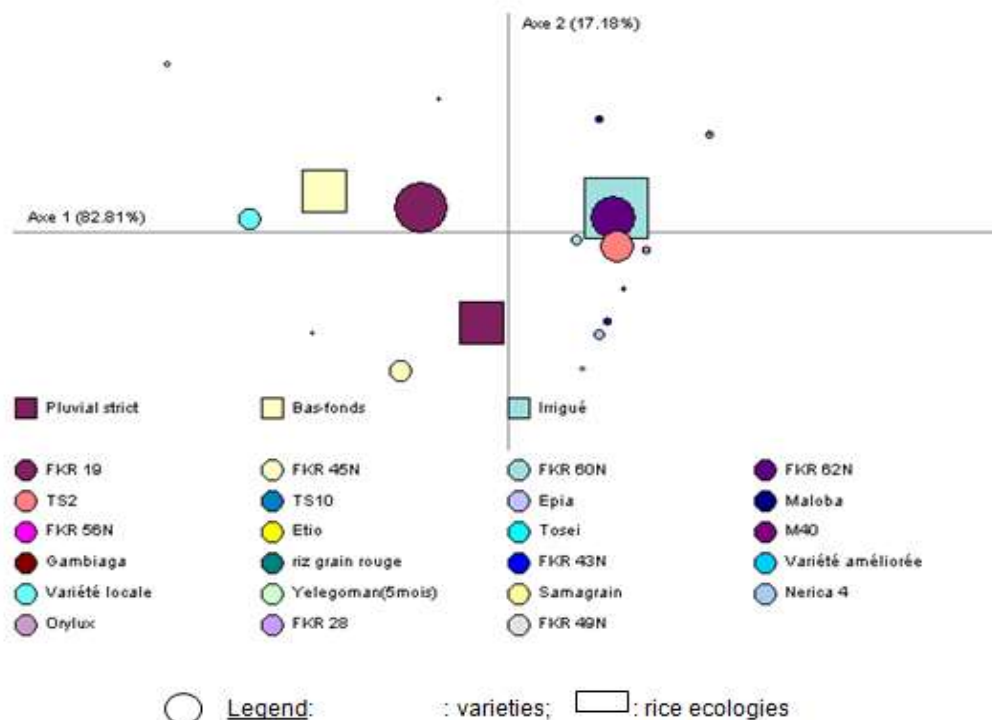 Axe 2 (17.18%)
Axe 1 (82.81%)
Pluvial strict Bas-fonds Irrigué
FKR 19 FKR 45N FKR 60N FKR 62N
TS2 TS10 Epia Maloba
FKR 56N Etio Tosei M40
Gambiaga riz grain rouge FKR 43N Variété améliorée
Variété locale Yelegoman(5mois) Samagrain Nerica 4
Orylux FKR 28 FKR 49N
Legend: : varieties; : rice ecologies